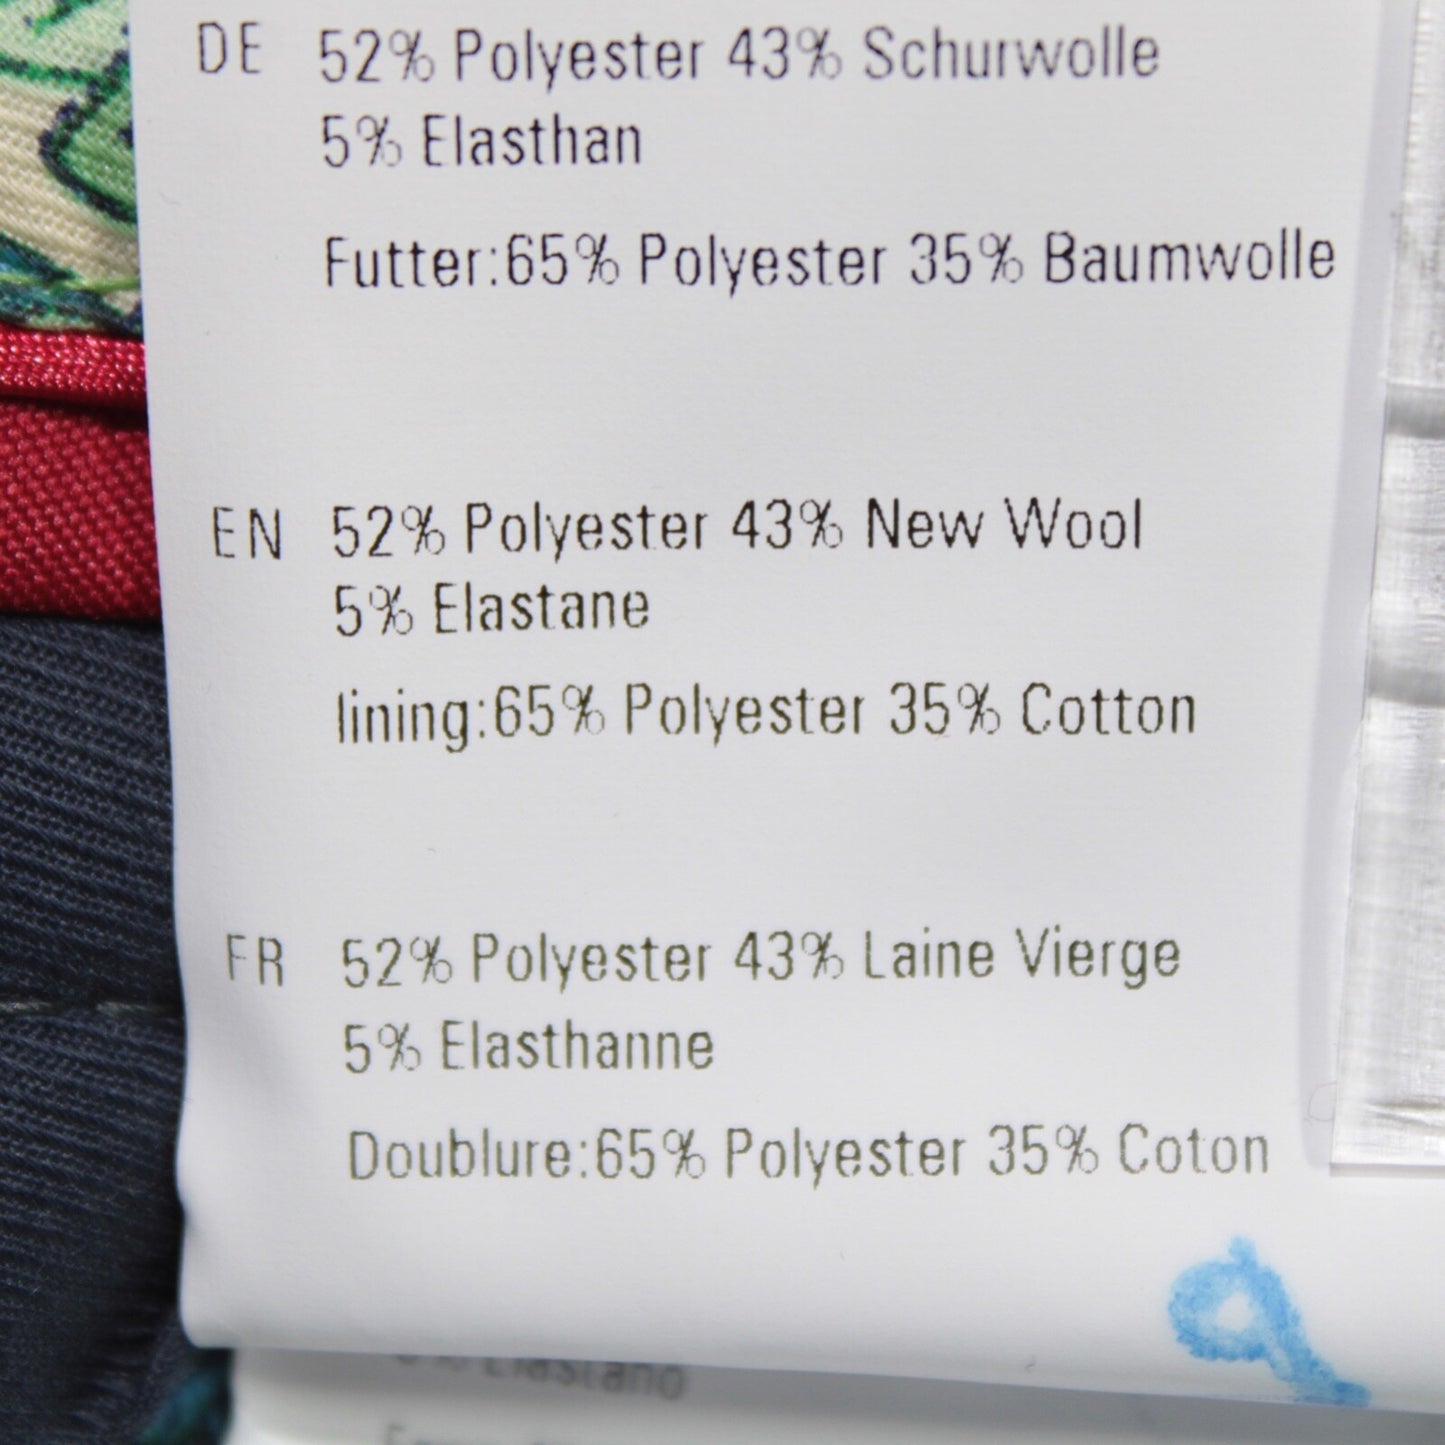 DE 52% Polyester 43% Schurwolle
5% Elasthan
Futter:65% Polyester 35% Baumwolle
EN 52% Polyester 43% New Wool
5% Elastane
lining:65% Polyester 35% Cotton
FR 52% Polyester 43% Laine Vierge
5% Elasthanne
Doublure:65% Polyester 35% Coton
Elastano